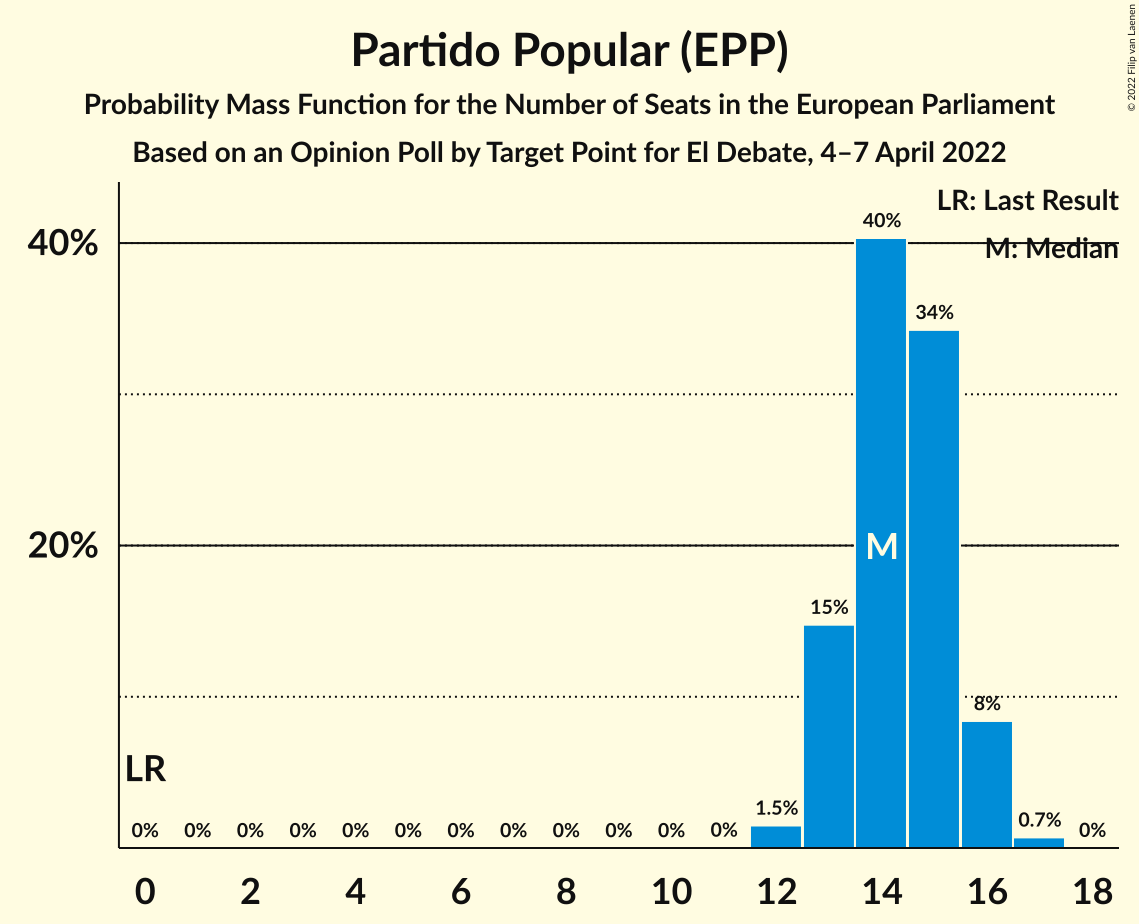 Partido Popular (EPP)
Probability Mass Function for the Number of Seats in the European Parliament
Based on an Opinion Poll by Target Point for El Debate, 4–7 April 2022
© 2022 Filip van Laenen
LR: Last Result
M: Median
40%
20%
40%
34%
M
15%
8%
LR
1.5%
0.7%
0% 0% 0% 0% 0% 0% 0% 0% 0% 0% 0% 0% 0%
0 2 4 6 8 10 12 14 16 18